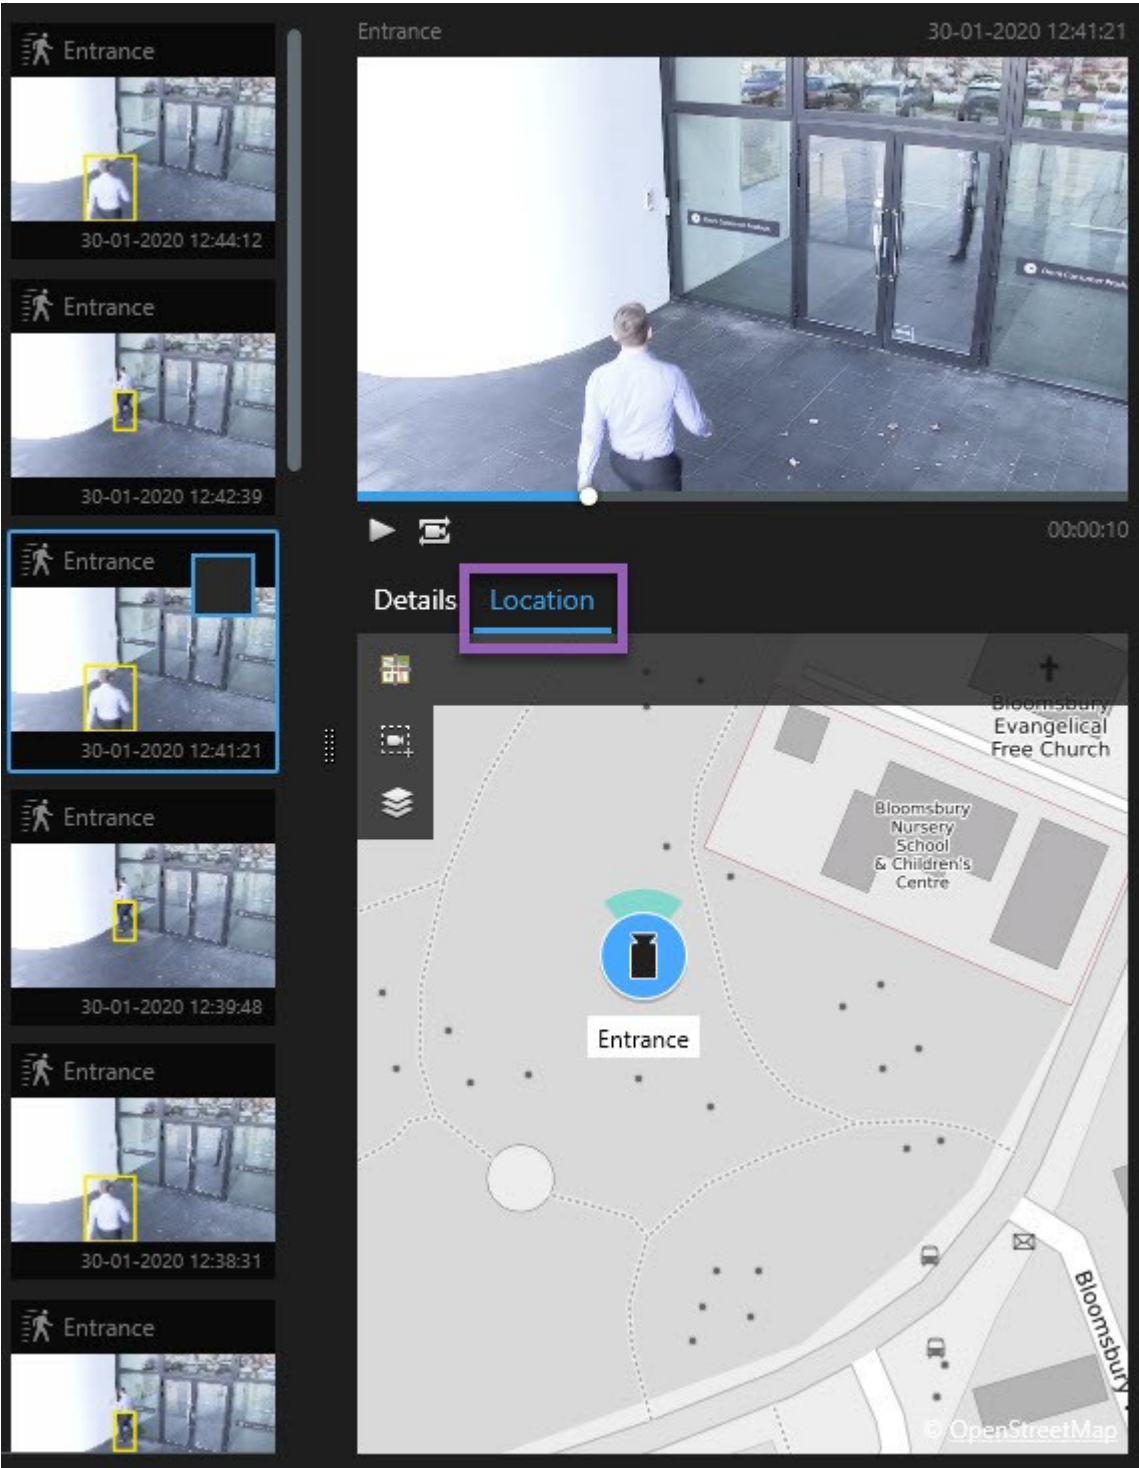 Entrance
30-01-2020 12:44:12
Entrance
30-01-2020 12:42:39
Entrance
30-01-2020 12:41:21
Entrance
30-01-2020 12:39:48
Entrance
30-01-2020 12:38:31
Entrance
Entrance
30-01-2020 12:41:21
00:00:10
Details
Location
Bloomsbury
Evangelical
Free Church
Bloomsbury
Nursery
School
& Children's
Centre
Entrance
Bloomsbury
© OpenStreetMap